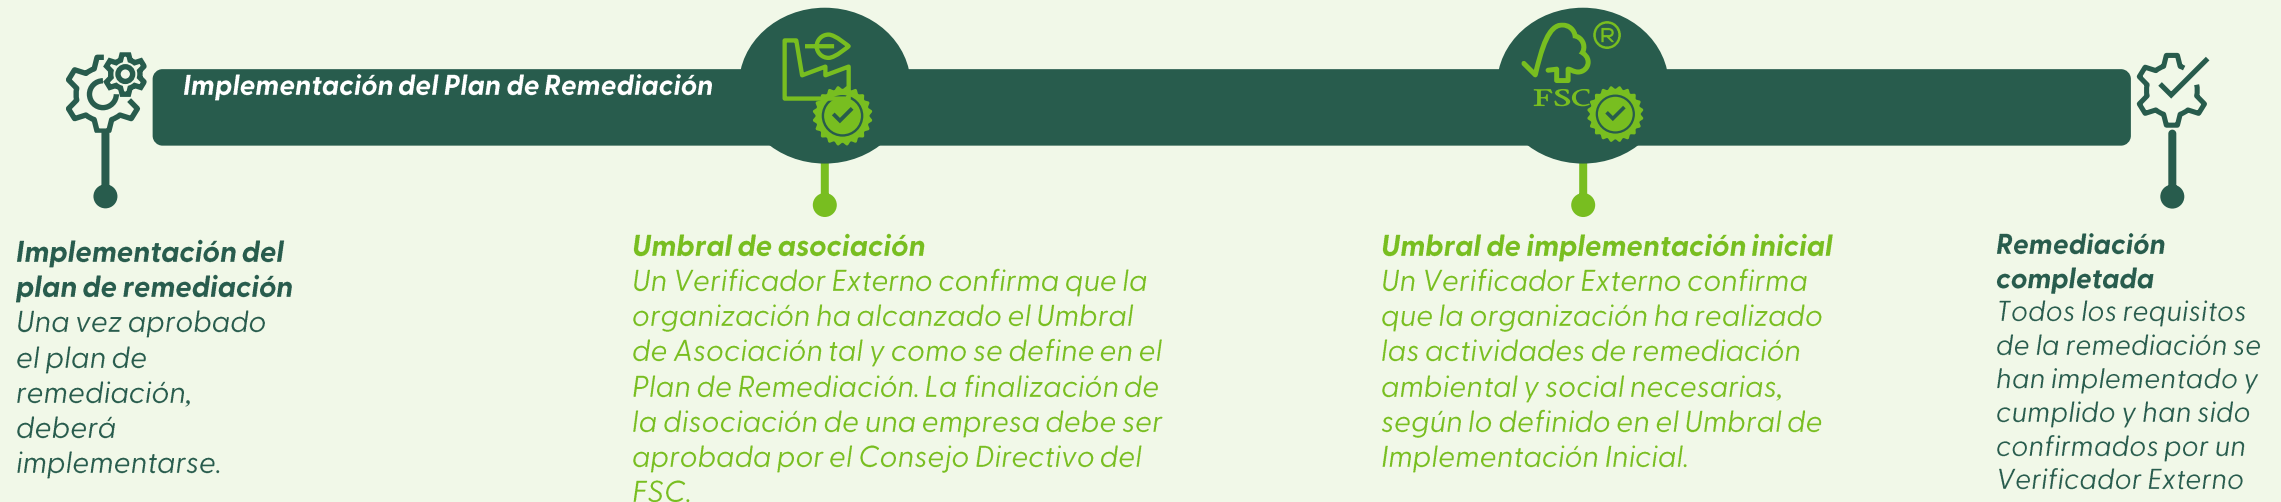 Implementación del Plan de Remediación
®
FSC
Implementación del
plan de remediación
Una vez aprobado
el plan de
remediación,
deberá
implementarse.
Umbral de asociación
Un Verificador Externo confirma que la
organización ha alcanzado el Umbral
de Asociación tal y como se define en el
Plan de Remediación. La finalización de
la disociación de una empresa debe ser
aprobada por el Consejo Directivo del
FSC.
Umbral de implementación inicial
Un Verificador Externo confirma
que la organización ha realizado
las actividades de remediación
ambiental y social necesarias,
según lo definido en el Umbral de
Implementación Inicial.
Remediación
completada
Todos los requisitos
de la remediación se
han implementado y
cumplido y han sido
confirmados por un
Verificador Externo